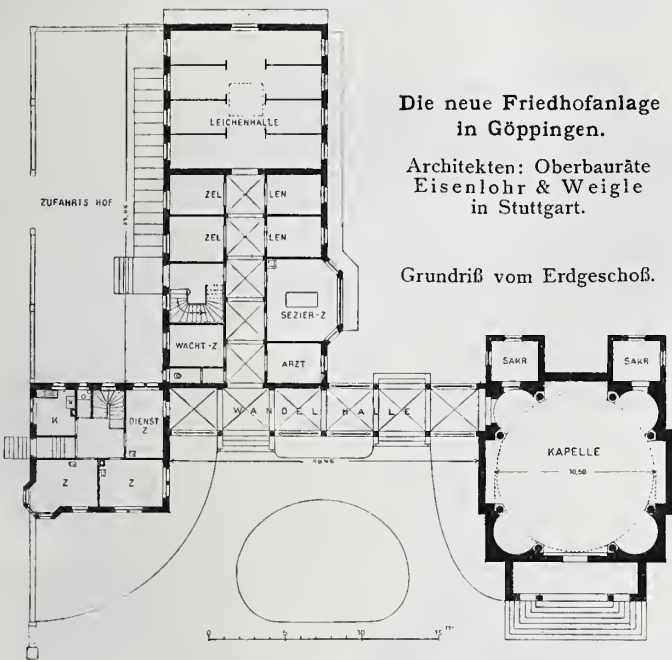 Die neue Friedhofanlage
in Göppingen.
Architekten: Oberbauräte
Eisenlohr & Weigle
in Stuttgart.
Grundriß vom Erdgeschoß.
LEICHENHALLE
ZUFAHRTS HOF
ZEL LEN
ZEL LEN
SEZIER-Z
WACHT-Z
ARZT
SAKR SAKR
WANDELHALLE
K
DIENST
Z
KAPELLE
10,50
Z Z
0 5 10 15 m